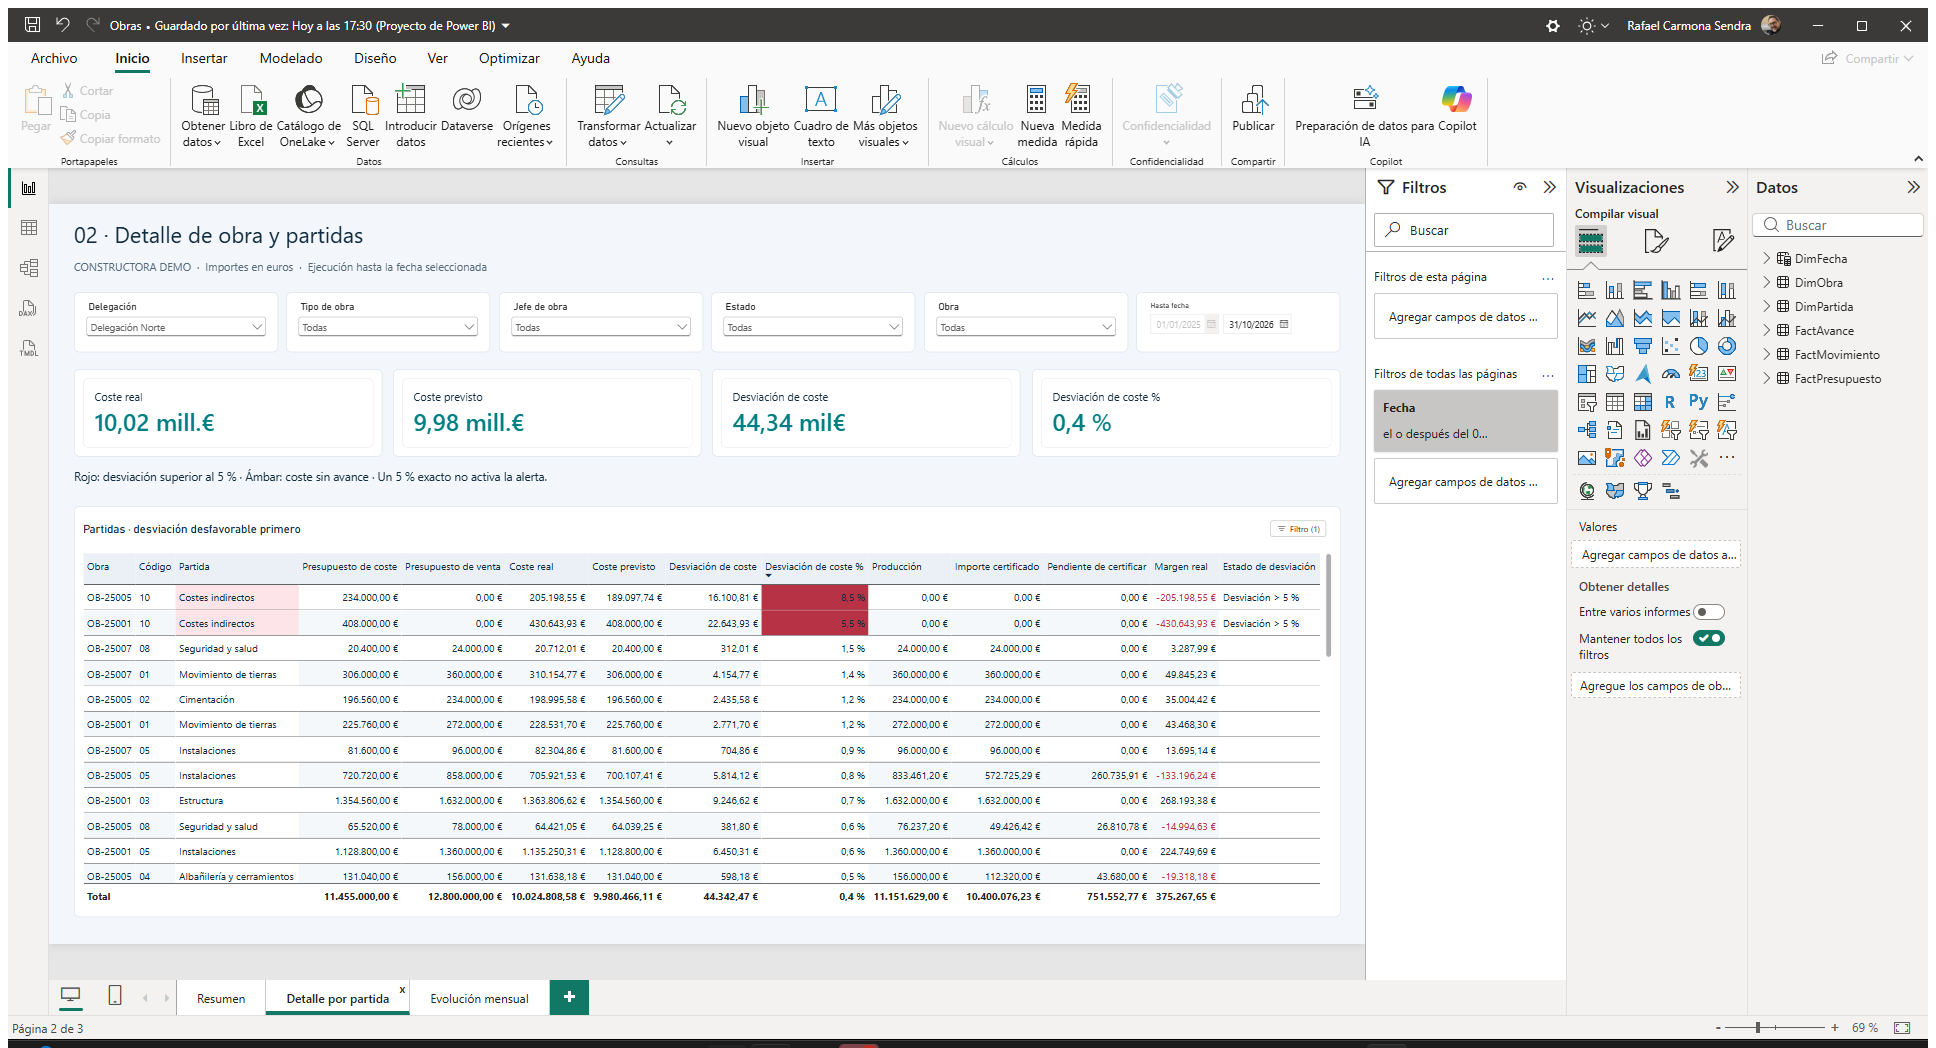 Obras • Guardado por última vez: Hoy a las 17:30 (Proyecto de Power BI)
Rafael Carmona Sendra
Archivo Inicio Insertar Modelado Diseño Ver Optimizar Ayuda
Compartir
Pegar
Cortar
Copia
Copiar formato
Portapapeles
Obtener datos
Libro de Excel
Catálogo de OneLake
SQL Server
Introducir datos
Dataverse
Orígenes recientes
Datos
Transformar datos
Actualizar
Consultas
Nuevo objeto visual
Cuadro de texto
Más objetos visuales
Insertar
Nuevo cálculo visual
Nueva medida
Medida rápida
Cálculos
Confidencialidad
Confidencialidad
Publicar
Compartir
Preparación de datos para IA
Copilot
Copilot
02 · Detalle de obra y partidas
CONSTRUCTORA DEMO · Importes en euros · Ejecución hasta la fecha seleccionada
Delegación
Delegación Norte
Tipo de obra
Todas
Jefe de obra
Todas
Estado
Todas
Obra
Todas
Hasta fecha
01/01/2025 31/10/2026
Coste real
10,02 mill.€
Coste previsto
9,98 mill.€
Desviación de coste
44,34 mil€
Desviación de coste %
0,4 %
Rojo: desviación superior al 5 % · Ámbar: coste sin avance · Un 5 % exacto no activa la alerta.
Partidas · desviación desfavorable primero
Filtro (1)
Obra Código Partida Presupuesto de coste Presupuesto de venta Coste real Coste previsto Desviación de coste Desviación de coste % Producción Importe certificado Pendiente de certificar Margen real Estado de desviación
OB-25005 10 Costes indirectos 234.000,00 € 0,00 € 205.198,55 € 189.097,74 € 16.100,81 € 8,5 % 0,00 € 0,00 € 0,00 € -205.198,55 € Desviación > 5 %
OB-25001 10 Costes indirectos 408.000,00 € 0,00 € 430.643,93 € 408.000,00 € 22.643,93 € 5,5 % 0,00 € 0,00 € 0,00 € -430.643,93 € Desviación > 5 %
OB-25007 08 Seguridad y salud 20.400,00 € 24.000,00 € 20.712,01 € 20.400,00 € 312,01 € 1,5 % 24.000,00 € 24.000,00 € 0,00 € 3.287,99 €
OB-25007 01 Movimiento de tierras 306.000,00 € 360.000,00 € 310.154,77 € 306.000,00 € 4.154,77 € 1,4 % 360.000,00 € 360.000,00 € 0,00 € 49.845,23 €
OB-25005 02 Cimentación 196.560,00 € 234.000,00 € 198.995,58 € 196.560,00 € 2.435,58 € 1,2 % 234.000,00 € 234.000,00 € 0,00 € 35.004,42 €
OB-25001 01 Movimiento de tierras 225.760,00 € 272.000,00 € 228.531,70 € 225.760,00 € 2.771,70 € 1,2 % 272.000,00 € 272.000,00 € 0,00 € 43.468,30 €
OB-25007 05 Instalaciones 81.600,00 € 96.000,00 € 82.304,86 € 81.600,00 € 704,86 € 0,9 % 96.000,00 € 96.000,00 € 0,00 € 13.695,14 €
OB-25005 05 Instalaciones 720.720,00 € 858.000,00 € 705.921,53 € 700.107,41 € 5.814,12 € 0,8 % 833.461,20 € 572.725,29 € 260.735,91 € -133.196,24 €
OB-25001 03 Estructura 1.354.560,00 € 1.632.000,00 € 1.363.806,62 € 1.354.560,00 € 9.246,62 € 0,7 % 1.632.000,00 € 1.632.000,00 € 0,00 € 268.193,38 €
OB-25005 08 Seguridad y salud 65.520,00 € 78.000,00 € 64.421,05 € 64.039,25 € 381,80 € 0,6 % 76.237,20 € 49.426,42 € 26.810,78 € -14.994,63 €
OB-25001 05 Instalaciones 1.128.800,00 € 1.360.000,00 € 1.135.250,31 € 1.128.800,00 € 6.450,31 € 0,6 % 1.360.000,00 € 1.360.000,00 € 0,00 € 224.749,69 €
OB-25005 04 Albañilería y cerramientos 131.040,00 € 156.000,00 € 131.638,18 € 131.040,00 € 598,18 € 0,5 % 156.000,00 € 112.320,00 € 43.680,00 € -19.318,18 €
Total 11.455.000,00 € 12.800.000,00 € 10.024.808,58 € 9.980.466,11 € 44.342,47 € 0,4 % 11.151.629,00 € 10.400.076,23 € 751.552,77 € 375.267,65 €
Filtros
Buscar
Filtros de esta página ...
Agregar campos de datos ...
Filtros de todas las páginas ...
Fecha
el o después del 0...
Agregar campos de datos ...
Visualizaciones
Compilar visual
R Py
123
Valores
Agregar campos de datos a...
Obtener detalles
Entre varios informes
Mantener todos los filtros
Agregue los campos de ob...
Datos
Buscar
DimFecha
DimObra
DimPartida
FactAvance
FactMovimiento
FactPresupuesto
Resumen Detalle por partida x Evolución mensual +
Página 2 de 3
- + 69 %